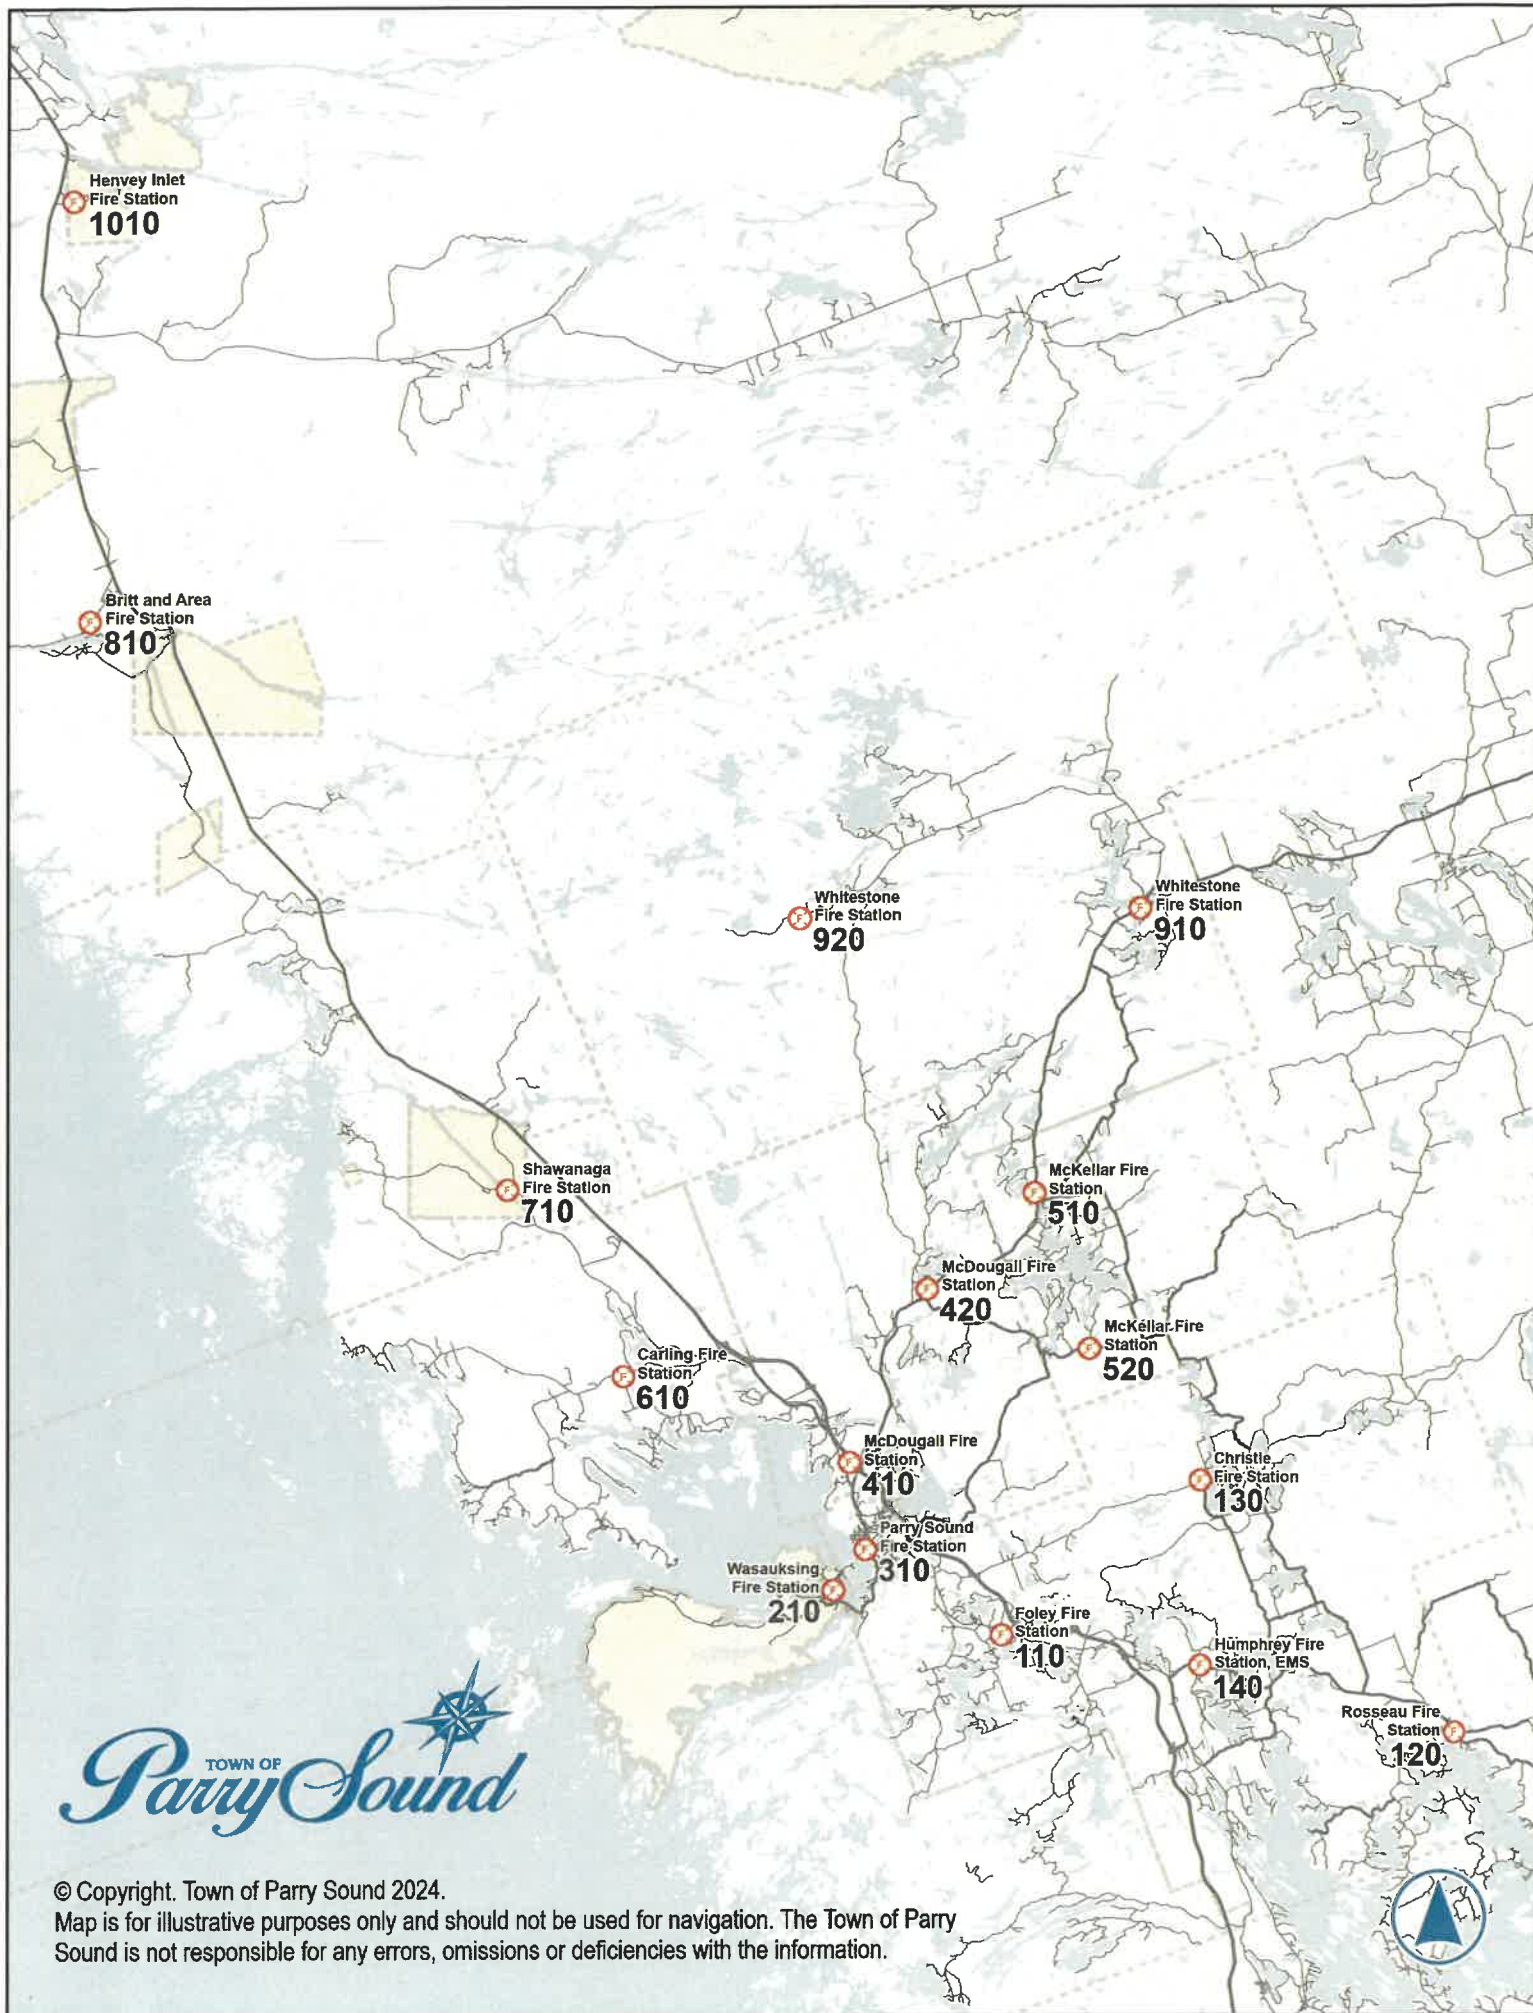 Henvey Inlet
Fire Station
1010
Britt and Area
Fire Station
810
Whitestone
Fire Station
920
Whitestone
Fire Station
910
Shawanaga
Fire Station
710
McKellar Fire
Station
510
McDougall Fire
Station
420
McKellar Fire
Station
520
Carling Fire
Station
610
McDougall Fire
Station
410
Christie
Fire Station
130
Parry Sound
Fire Station
310
Wasauksing
Fire Station
210
Foley Fire
Station
110
Humphrey Fire
Station, EMS
140
Rosseau Fire
Station
120
TOWN OF
Parry Sound
© Copyright. Town of Parry Sound 2024.
Map is for illustrative purposes only and should not be used for navigation. The Town of Parry
Sound is not responsible for any errors, omissions or deficiencies with the information.